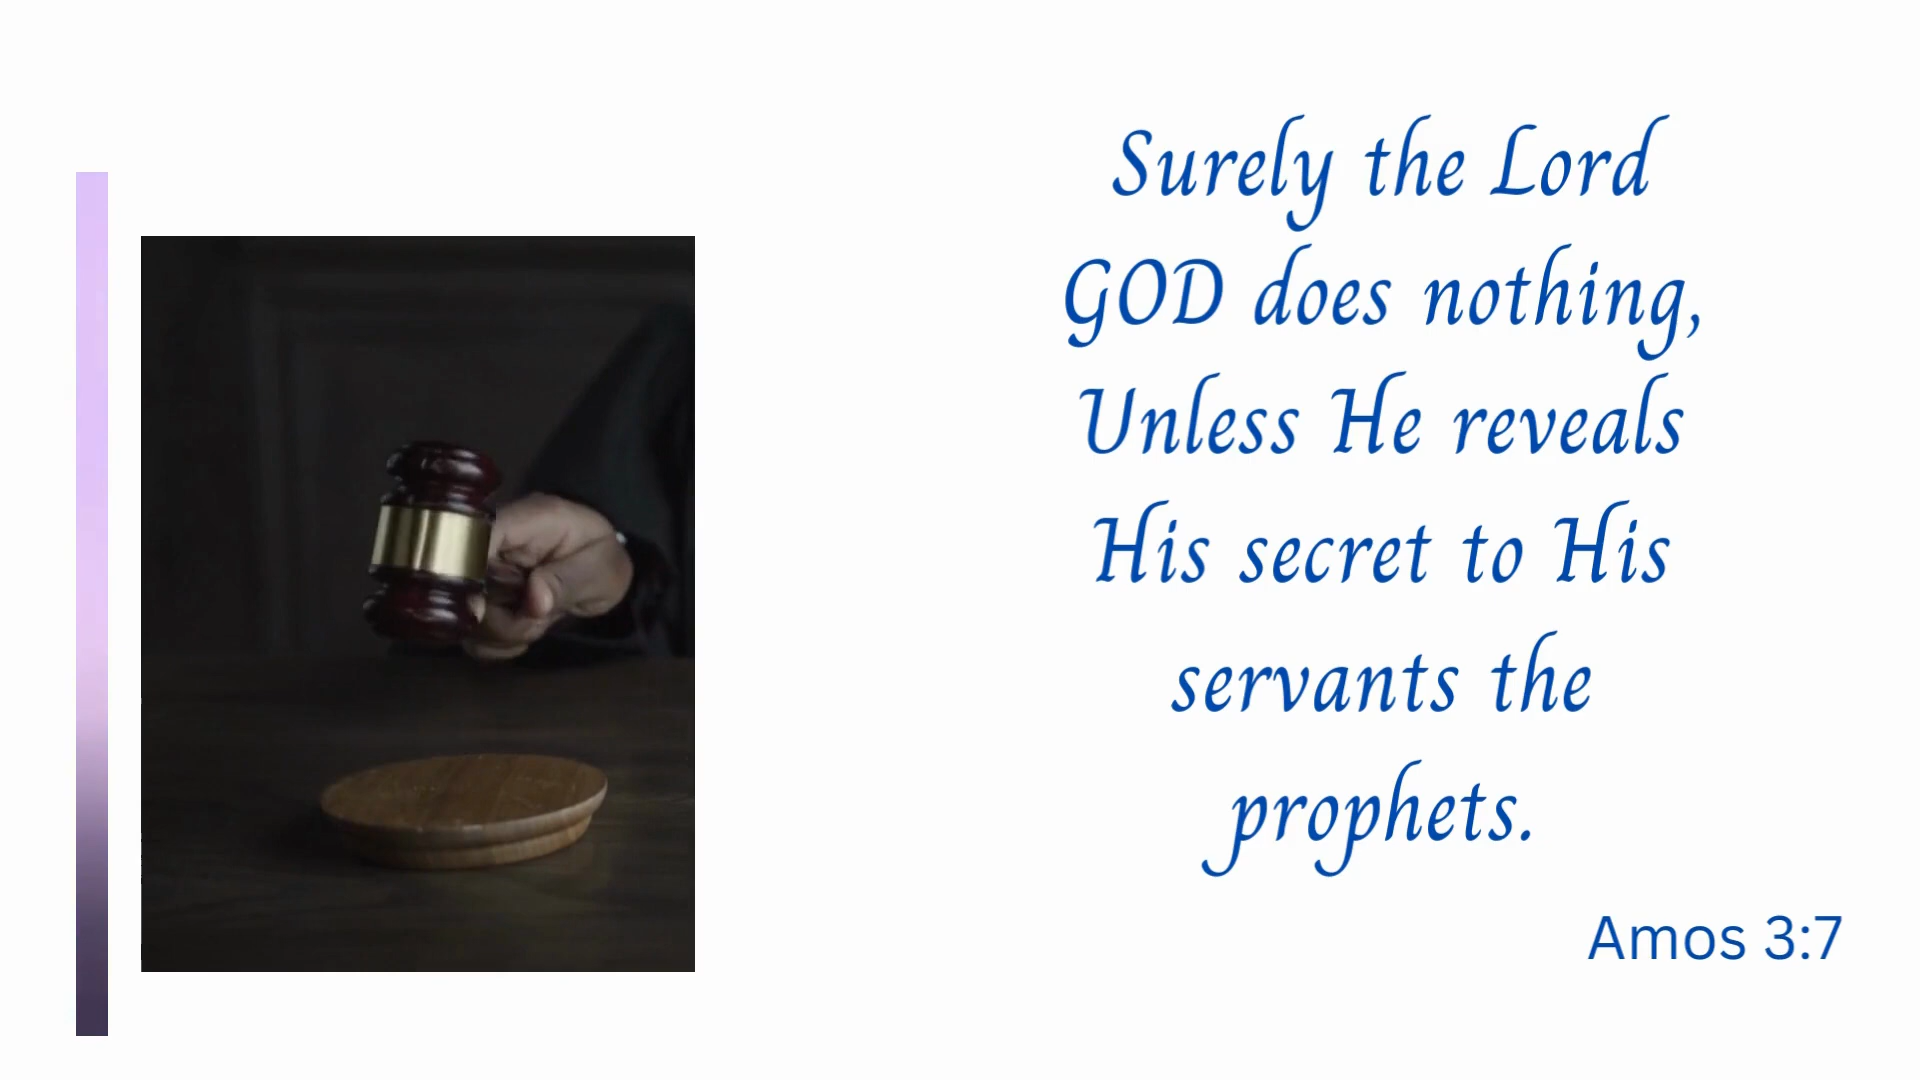 Surely the Lord
GOD does nothing,
Unless He reveals
His secret to His
servants the
prophets.
Amos 3:7